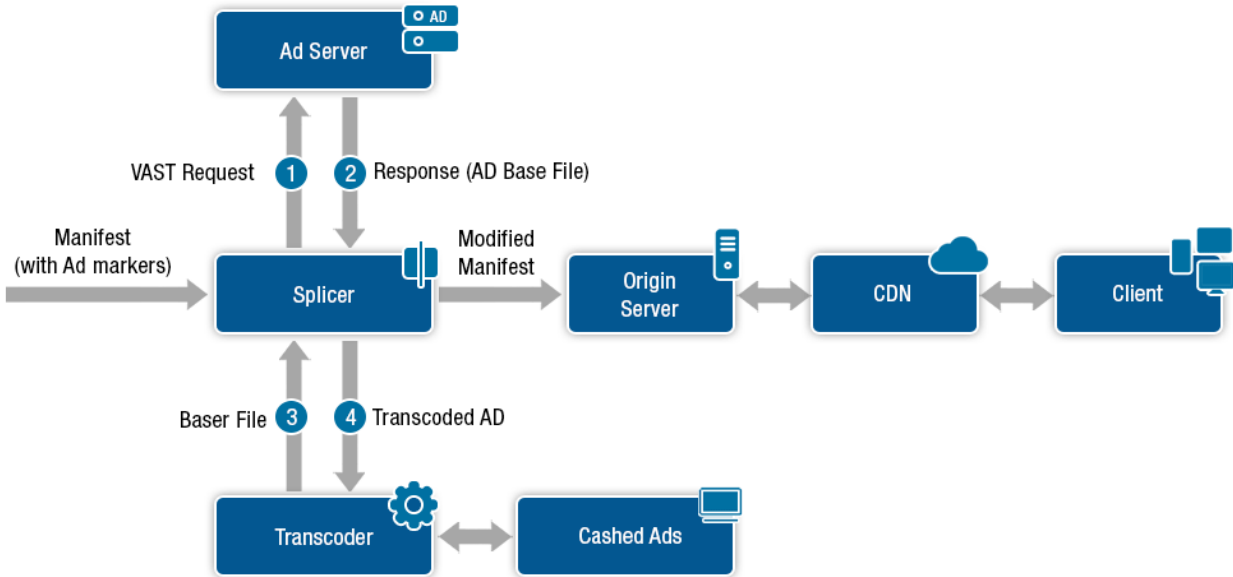 AD
Ad Server
VAST Request
1
2
Response (AD Base File)
Manifest
(with Ad markers)
Splicer
Modified
Manifest
Origin
Server
CDN
Client
Baser File
3
4
Transcoded AD
Transcoder
Cashed Ads